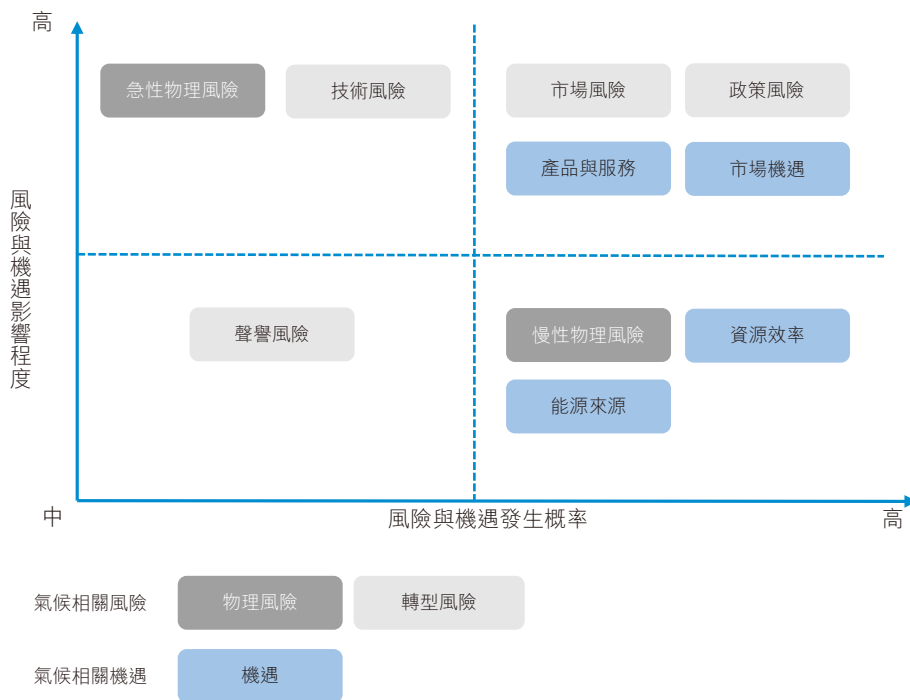 高
急性物理風險
技術風險
市場風險
政策風險
產品與服務
市場機遇
風險與機遇影響程度
聲譽風險
慢性物理風險
資源效率
能源來源
中
風險與機遇發生概率
高
氣候相關風險
物理風險
轉型風險
氣候相關機遇
機遇